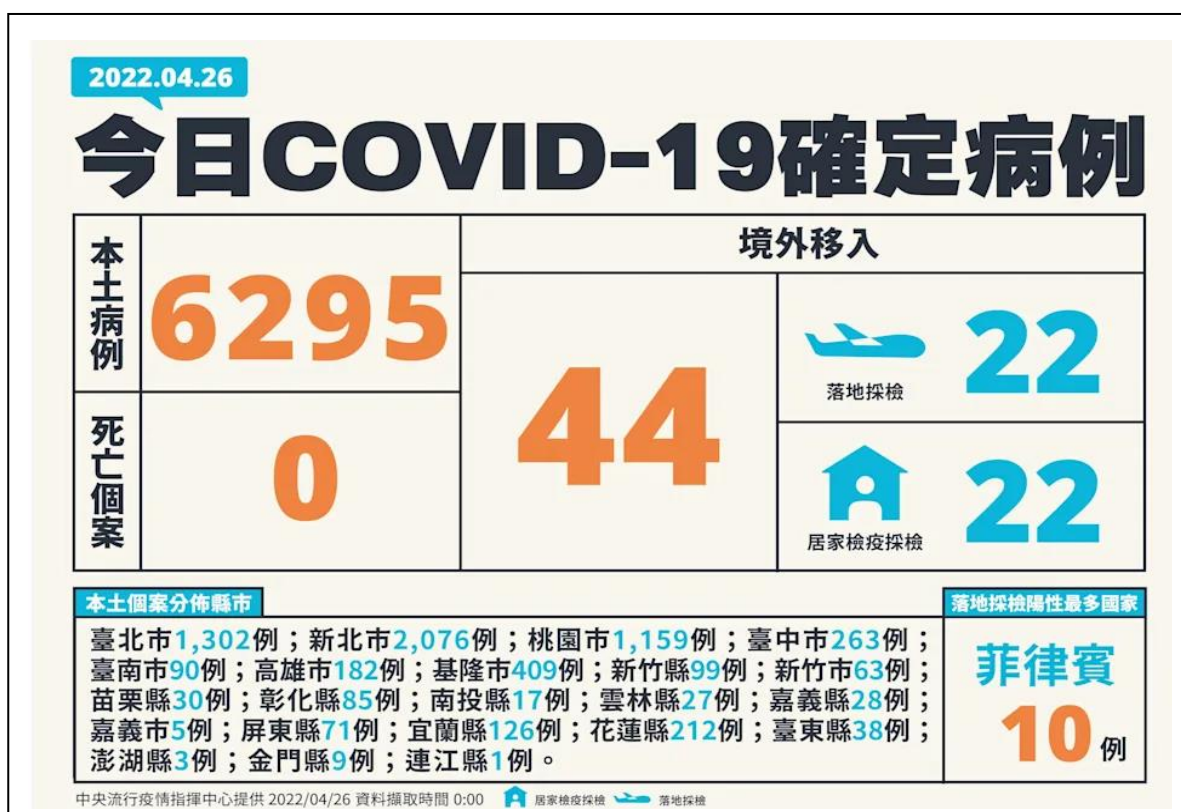 2022.04.26
今日COVID-19確定病例
本土病例
6295
死亡個案
0
境外移入
44
落地採檢
22
居家檢疫採檢
22
本土個案分佈縣市
臺北市1,302例；新北市2,076例；桃園市1,159例；臺中市263例；
臺南市90例；高雄市182例；基隆市409例；新竹縣99例；新竹市63例；
苗栗縣30例；彰化縣85例；南投縣17例；雲林縣27例；嘉義縣28例；
嘉義市5例；屏東縣71例；宜蘭縣126例；花蓮縣212例；臺東縣38例；
澎湖縣3例；金門縣9例；連江縣1例。
落地採檢陽性最多國家
菲律賓
10例
中央流行疫情指揮中心提供 2022/04/26 資料擷取時間 0:00 居家檢疫採檢 落地採檢